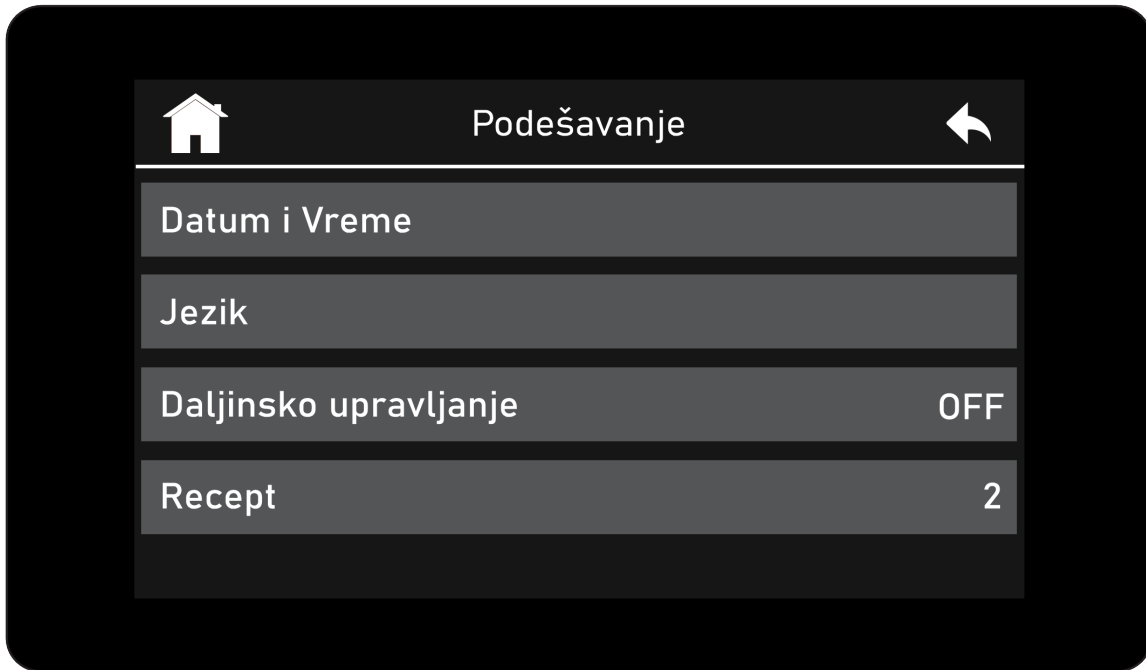 Podešavanje
Datum i Vreme
Jezik
Daljinsko upravljanje OFF
Recept 2